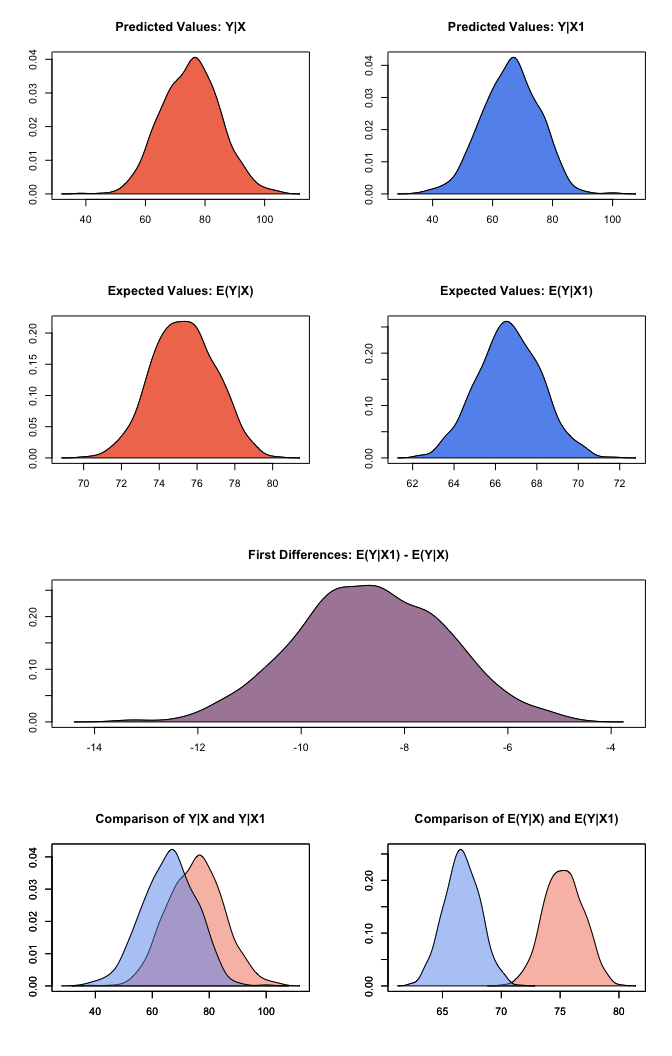 Predicted Values: Y|X
0.00 0.01 0.02 0.03 0.04
40 60 80 100
Predicted Values: Y|X1
0.00 0.01 0.02 0.03 0.04
40 60 80 100
Expected Values: E(Y|X)
0.00 0.05 0.10 0.15 0.20
70 72 74 76 78 80
Expected Values: E(Y|X1)
0.00 0.10 0.20
62 64 66 68 70 72
First Differences: E(Y|X1) - E(Y|X)
0.00 0.10 0.20
-14 -12 -10 -8 -6 -4
Comparison of Y|X and Y|X1
0.00 0.01 0.02 0.03 0.04
40 60 80 100
Comparison of E(Y|X) and E(Y|X1)
0.00 0.10 0.20
65 70 75 80